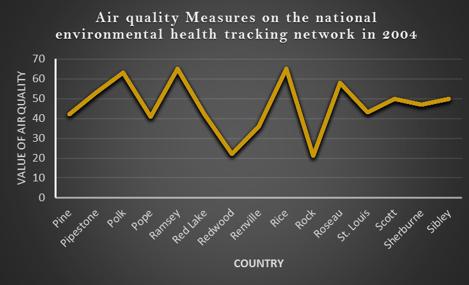 Air quality Measures on the national
environmental health tracking network in 2004
VALUE OF AIR QUALITY
70
60
50
40
30
20
10
0
Pine
Pipestone
Polk
Pope
Ramsey
Red Lake
Redwood
Renville
Rice
Rock
Roseau
St. Louis
Scott
Sherburne
Sibley
COUNTRY